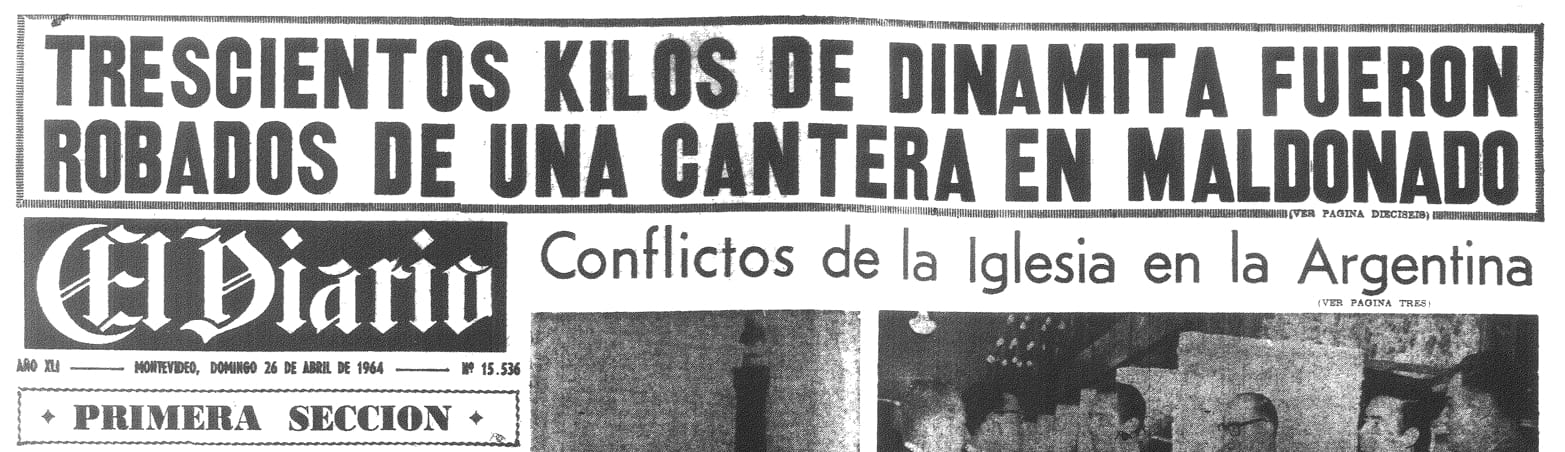 TRESCIENTOS KILOS DE DINAMITA FUERON
ROBADOS DE UNA CANTERA EN MALDONADO
(VER PAGINA DIECISEIS)
El Diario
Conflictos de la Iglesia en la Argentina
(VER PAGINA TRES)
AÑO XLI — MONTEVIDEO, DOMINGO 26 DE ABRIL DE 1964 — Nº 15.536
PRIMERA SECCION